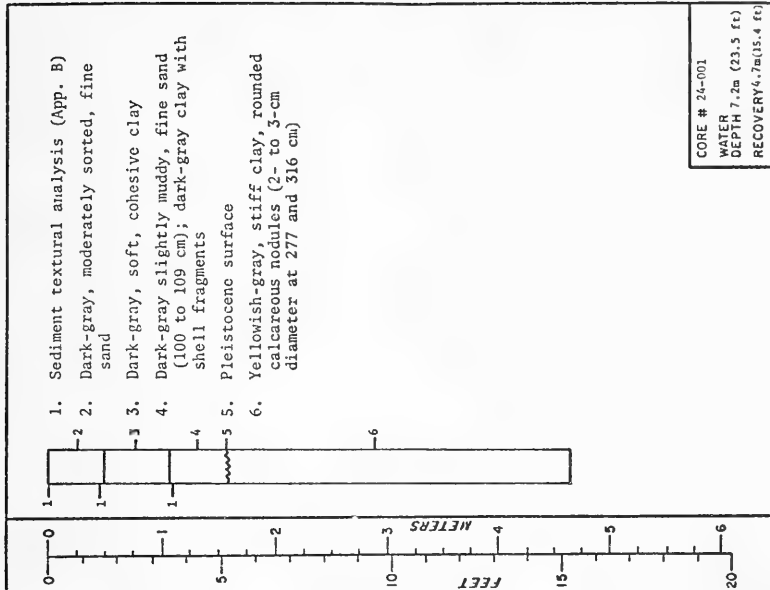 1. Sediment textural analysis (App. B)
2. Dark-gray, moderately sorted, fine
sand
3. Dark-gray, soft, cohesive clay
4. Dark-gray slightly muddy, fine sand
(100 to 109 cm); dark-gray clay with
shell fragments
5. Pleistocene surface
6. Yellowish-gray, stiff clay, rounded
calcareous nodules (2- to 3-cm
diameter at 277 and 316 cm)
1
1
1
2
3
4
5
6
0
1
2
3
4
5
6
METERS
0
5
10
15
20
FEET
CORE # 24-001
WATER
DEPTH 7.2m (23.5 ft)
RECOVERY 4.7m(15.4 ft)